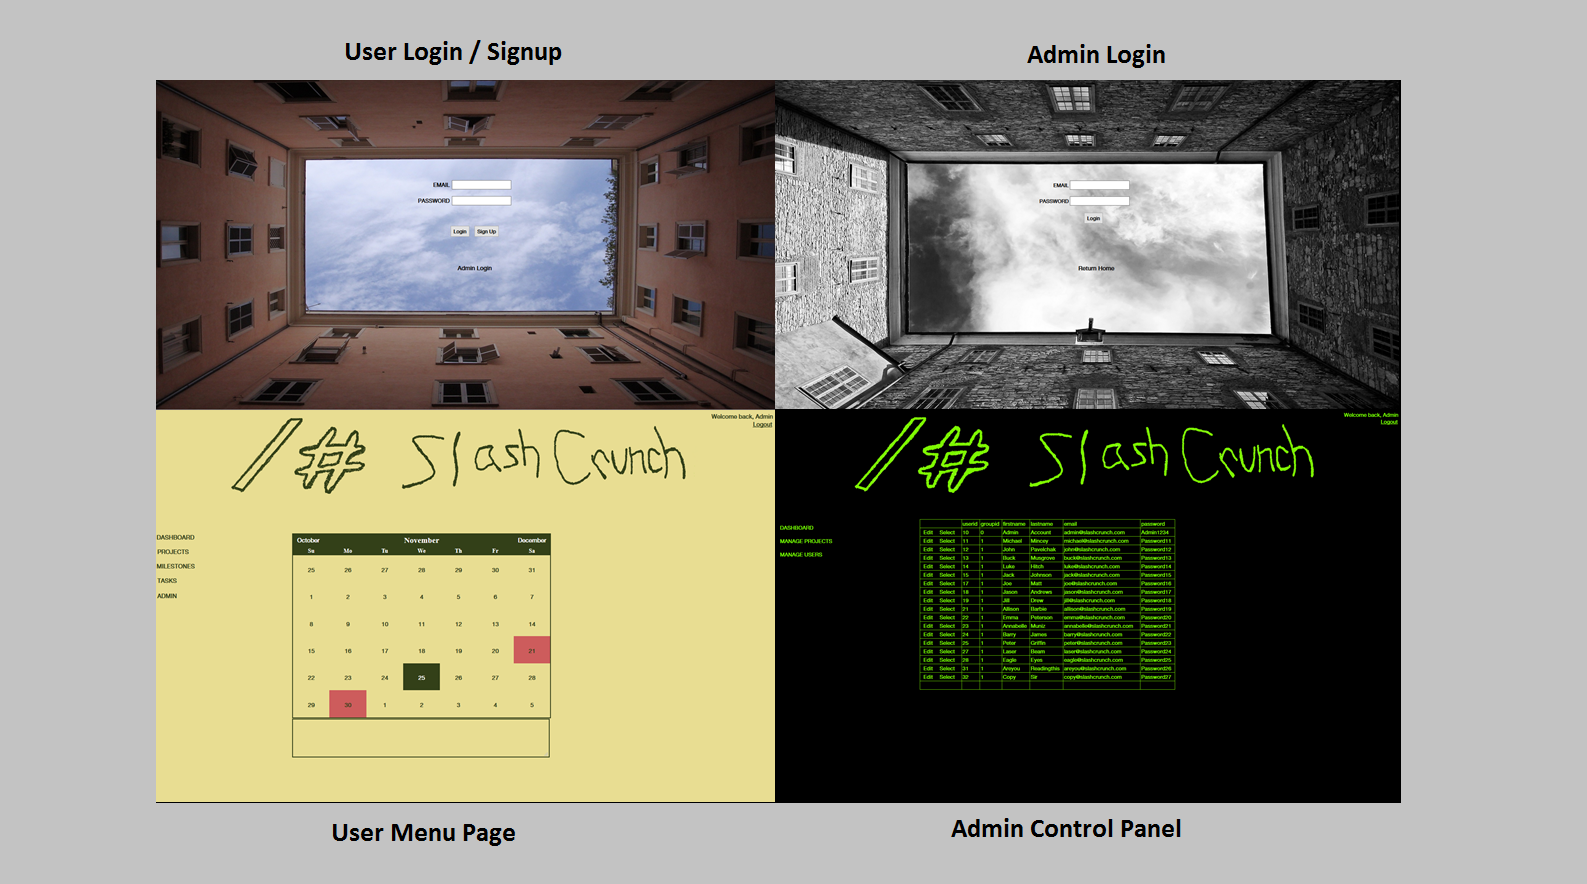 User Login / Signup
Admin Login
EMAIL
PASSWORD
Login Sign Up
Admin Login
EMAIL
PASSWORD
Login
Return Home
Welcome back, Admin
Logout
/# Slash Crunch
DASHBOARD
PROJECTS
MILESTONES
TASKS
ADMIN
October November December
Su Mo Tu We Th Fr Sa
25 26 27 28 29 30 31
1 2 3 4 5 6 7
8 9 10 11 12 13 14
15 16 17 18 19 20 21
22 23 24 25 26 27 28
29 30 1 2 3 4 5
Welcome back, Admin
Logout
/# Slash Crunch
DASHBOARD
MANAGE PROJECTS
MANAGE USERS
userid groupid firstname lastname email password
Edit Select 10 0 Admin Account admin@slashcrunch.com Admin1234
Edit Select 11 1 Michael Mincey michael@slashcrunch.com Password11
Edit Select 12 1 John Pavelchak john@slashcrunch.com Password12
Edit Select 13 1 Buck Musgrove buck@slashcrunch.com Password13
Edit Select 14 1 Luke Hitch luke@slashcrunch.com Password14
Edit Select 15 1 Jack Johnson jack@slashcrunch.com Password15
Edit Select 17 1 Joe Matt joe@slashcrunch.com Password16
Edit Select 18 1 Jason Andrews jason@slashcrunch.com Password17
Edit Select 19 1 Jill Drew jill@slashcrunch.com Password18
Edit Select 21 1 Allison Barbie allison@slashcrunch.com Password19
Edit Select 22 1 Emma Peterson emma@slashcrunch.com Password20
Edit Select 23 1 Annabelle Muniz annabelle@slashcrunch.com Password21
Edit Select 24 1 Barry James barry@slashcrunch.com Password22
Edit Select 25 1 Peter Griffin peter@slashcrunch.com Password23
Edit Select 27 1 Laser Beam laser@slashcrunch.com Password24
Edit Select 28 1 Eagle Eyes eagle@slashcrunch.com Password25
Edit Select 31 1 Areyou Readingthis areyou@slashcrunch.com Password26
Edit Select 32 1 Copy Sir copy@slashcrunch.com Password27
User Menu Page
Admin Control Panel